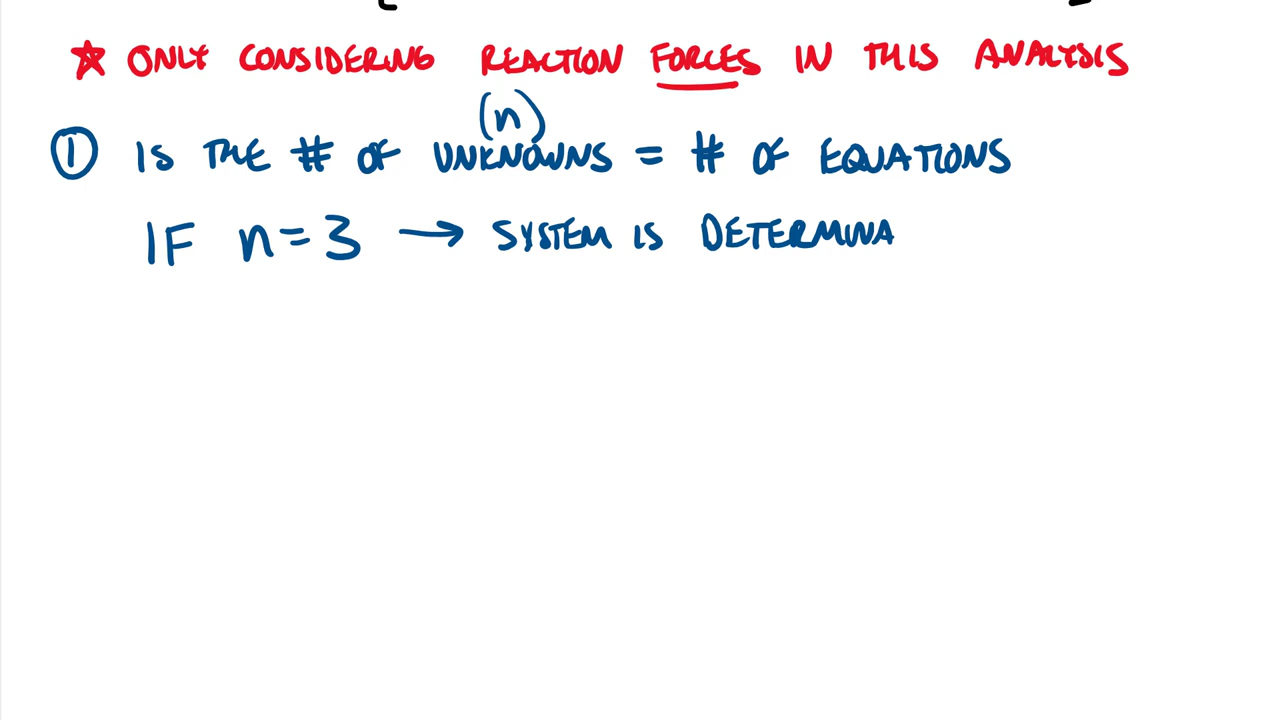 ☆ ONLY CONSIDERING REACTION FORCES IN THIS ANALYSIS
(n)
① IS THE # OF UNKNOWNS = # OF EQUATIONS
IF n = 3 → SYSTEM IS DETERMINA